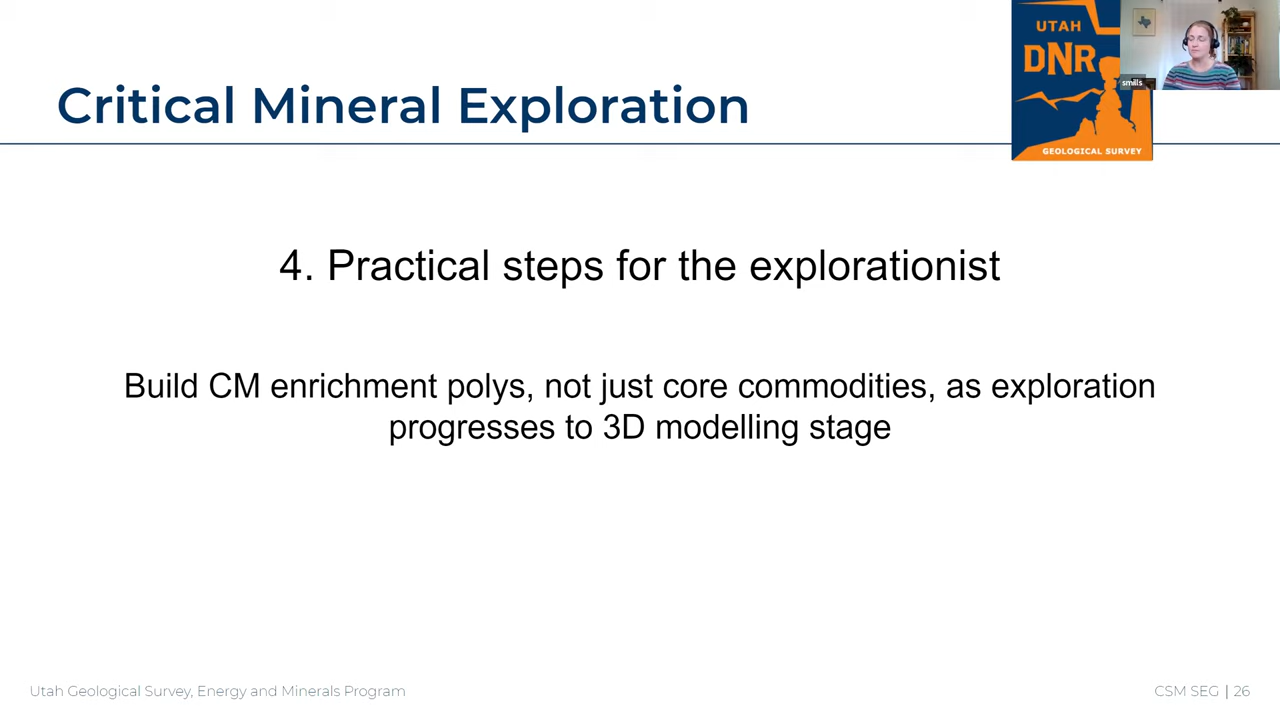 UTAH
DNR
GEOLOGICAL SURVEY
smills
Critical Mineral Exploration
4. Practical steps for the explorationist
Build CM enrichment polys, not just core commodities, as exploration
progresses to 3D modelling stage
Utah Geological Survey, Energy and Minerals Program
CSM SEG | 26